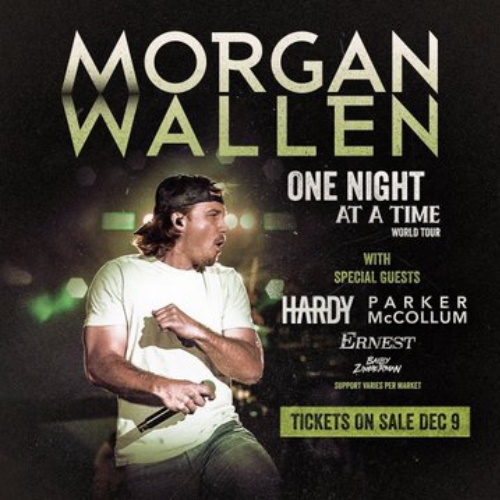 MORGAN
WALLEN
ONE NIGHT
AT A TIME
WORLD TOUR
WITH
SPECIAL GUESTS
HARDY PARKER
McCOLLUM
ERNEST
BAILEY
ZIMMERMAN
SUPPORT VARIES PER MARKET
TICKETS ON SALE DEC 9